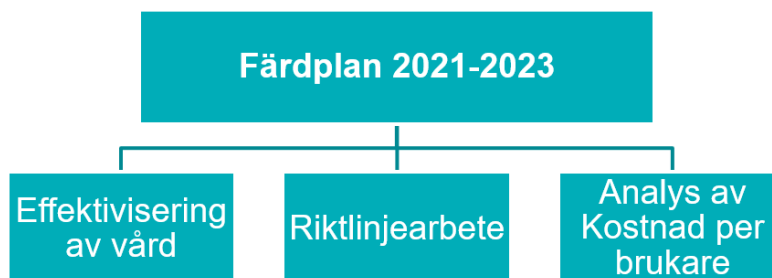 Färdplan 2021-2023
Effektivisering
av vård
Riktlinjearbete
Analys av
Kostnad per
brukare